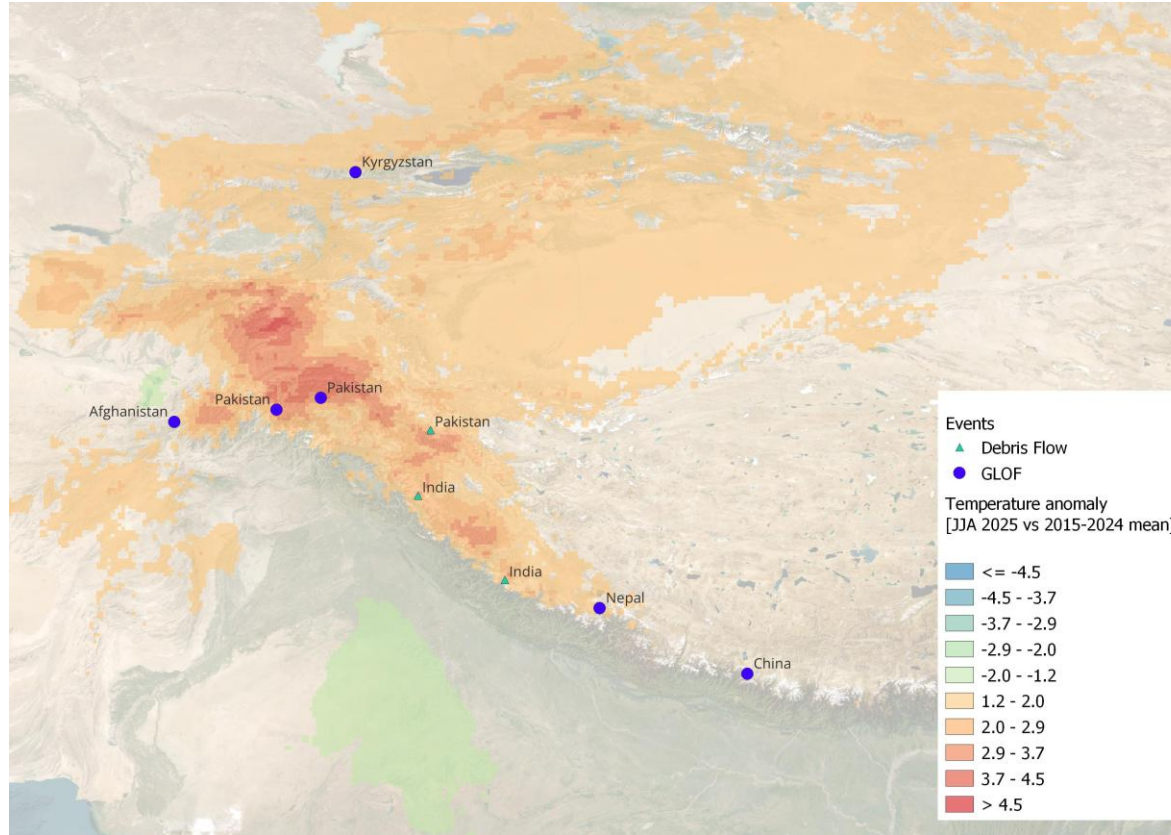 Kyrgyzstan
Pakistan
Pakistan
Afghanistan
Pakistan
India
India
Nepal
China
Events
Debris Flow
GLOF
Temperature anomaly
[JJA 2025 vs 2015-2024 mean]
<= -4.5
-4.5 - -3.7
-3.7 - -2.9
-2.9 - -2.0
-2.0 - -1.2
1.2 - 2.0
2.0 - 2.9
2.9 - 3.7
3.7 - 4.5
> 4.5